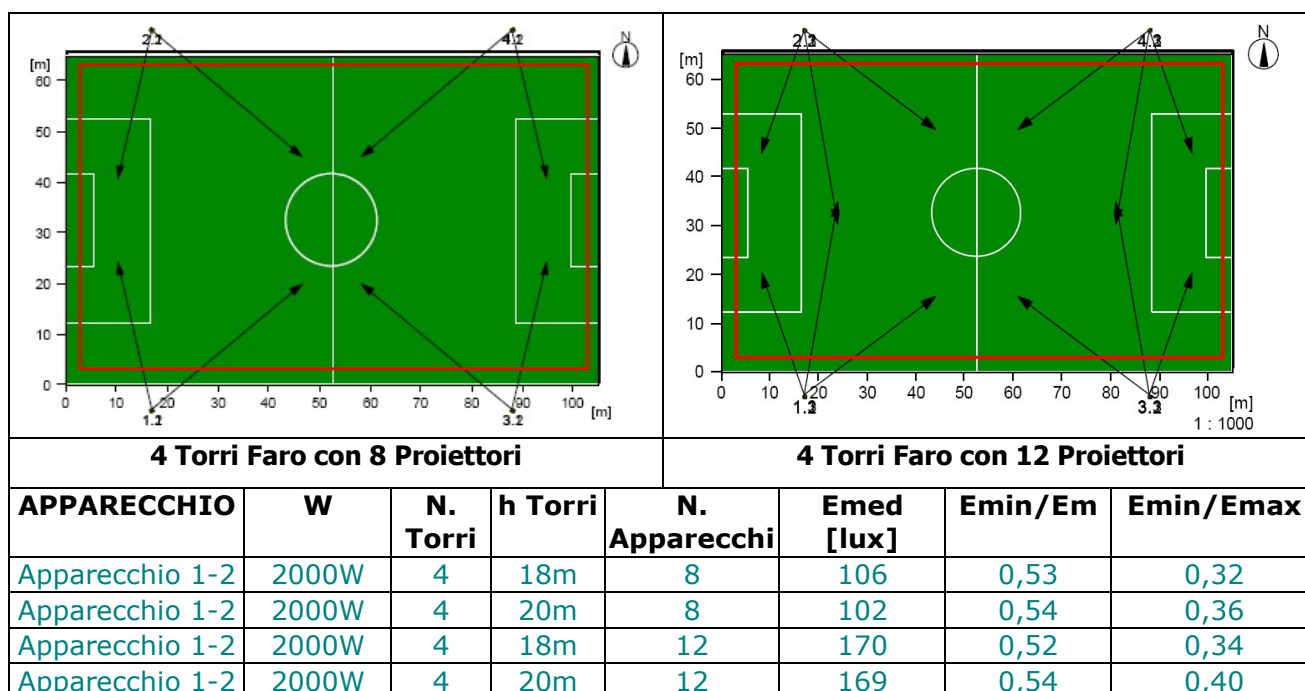 2.1 4.2 N
[m]
60
50
40
30
20
10
0
0 10 20 30 40 50 60 70 80 90 100 [m]
1.1 3.2
N
[m]
60
50
40
30
20
10
0
0 10 20 30 40 50 60 70 80 90 100 [m]
1 : 1000
4 Torri Faro con 8 Proiettori 4 Torri Faro con 12 Proiettori
APPARECCHIO W N. Torri h Torri N. Apparecchi Emed [lux] Emin/Em Emin/Emax
Apparecchio 1-2 2000W 4 18m 8 106 0,53 0,32
Apparecchio 1-2 2000W 4 20m 8 102 0,54 0,36
Apparecchio 1-2 2000W 4 18m 12 170 0,52 0,34
Apparecchio 1-2 2000W 4 20m 12 169 0,54 0,40